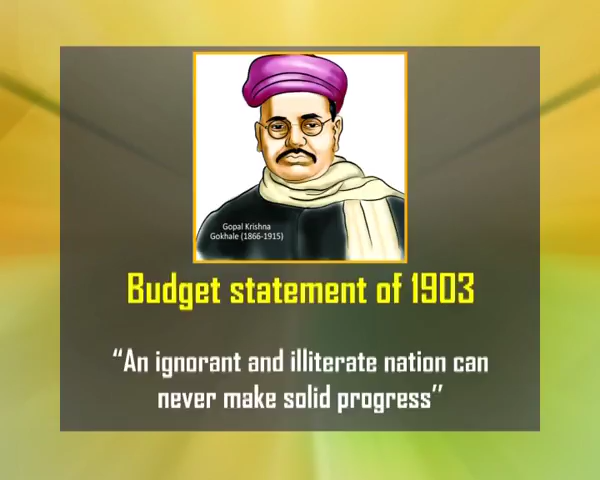 Gopal Krishna
Gokhale (1866-1915)
Budget statement of 1903
“An ignorant and illiterate nation can
never make solid progress”